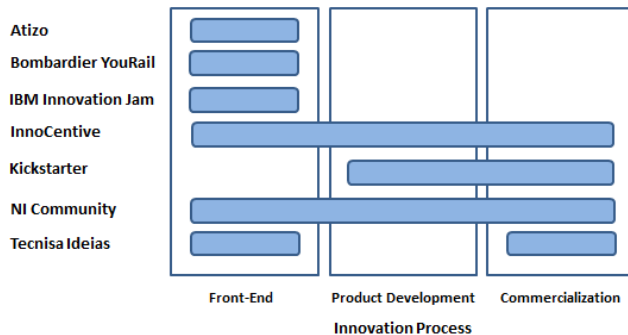 Atizo
Bombardier YouRail
IBM Innovation Jam
InnoCentive
Kickstarter
NI Community
Tecnisa Ideias
Front-End Product Development Commercialization
Innovation Process